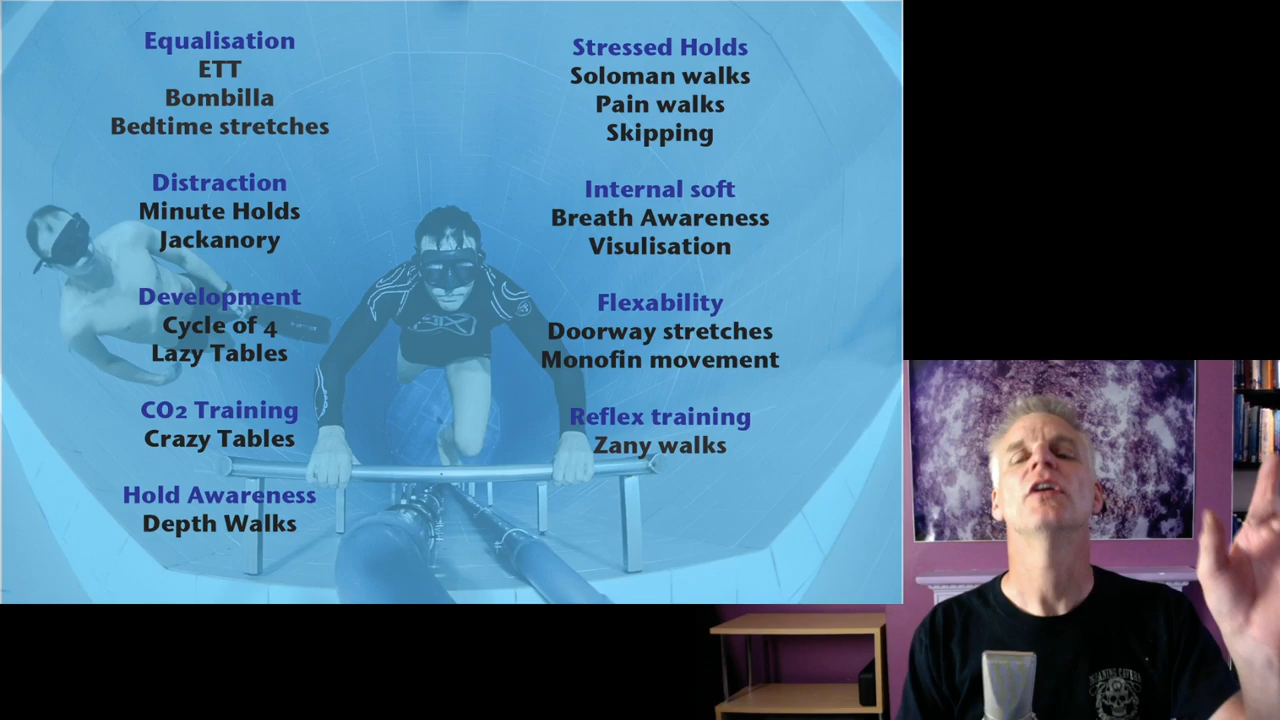 Equalisation
ETT
Bombilla
Bedtime stretches
Distraction
Minute Holds
Jackanory
Development
Cycle of 4
Lazy Tables
CO2 Training
Crazy Tables
Hold Awareness
Depth Walks
Stressed Holds
Soloman walks
Pain walks
Skipping
Internal soft
Breath Awareness
Visulisation
Flexability
Doorway stretches
Monofin movement
Reflex training
Zany walks